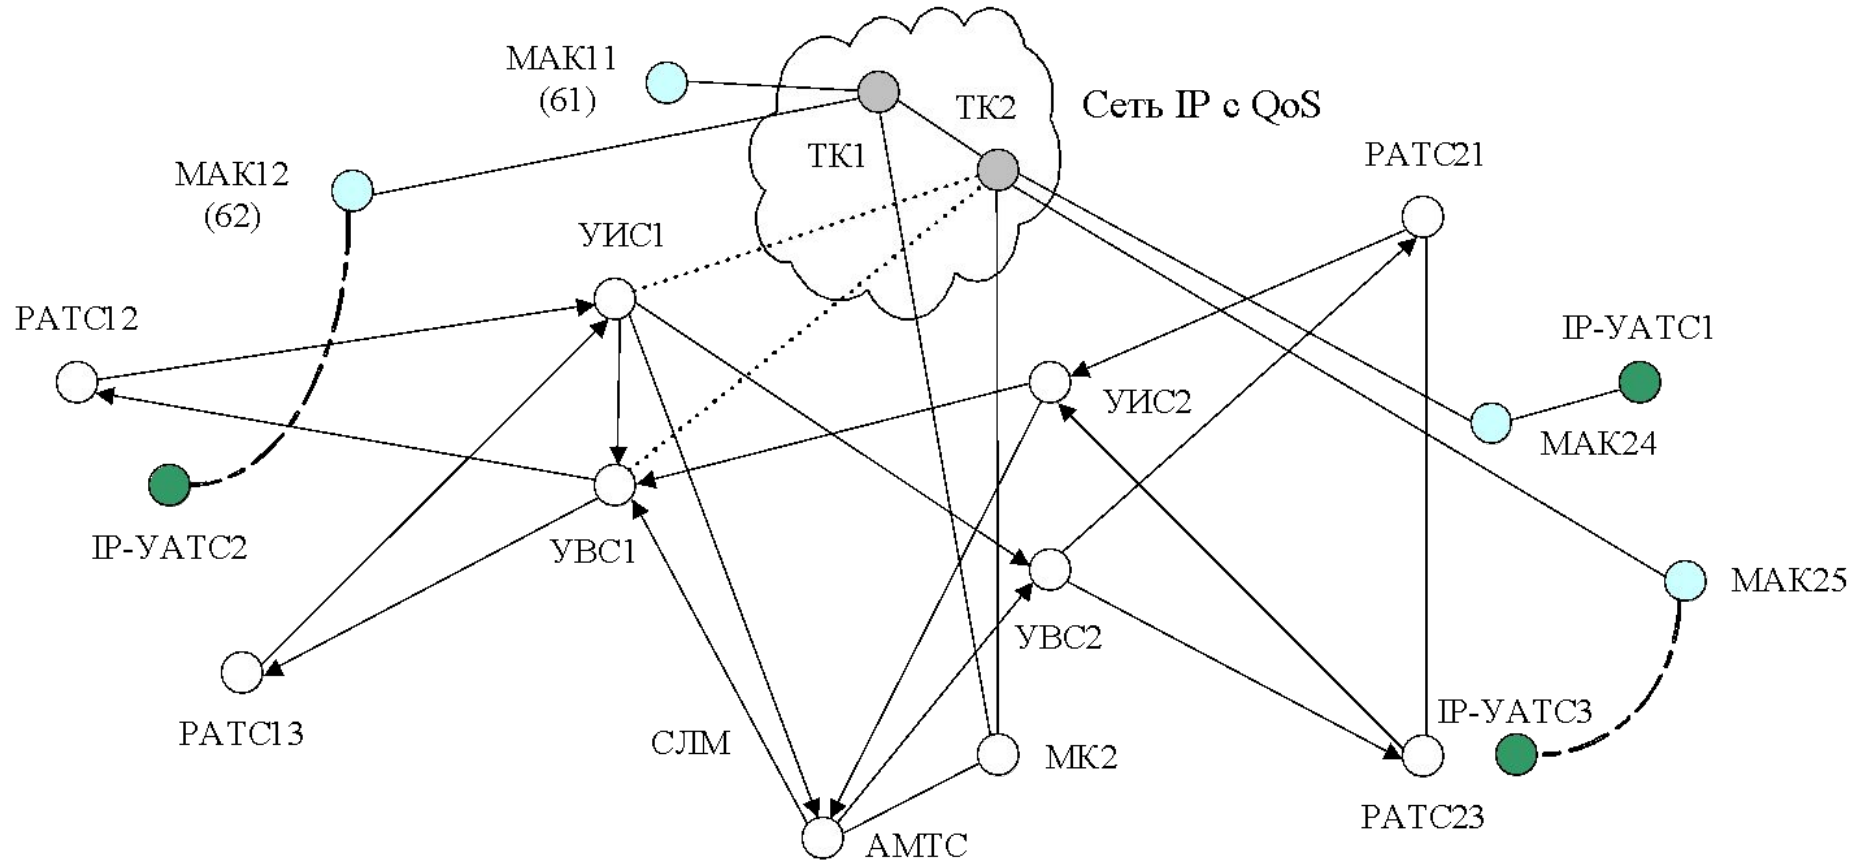 МАК11
(61)
ТК2
Сеть IP с QoS
ТК1
РАТС21
МАК12
(62)
УИС1
РАТС12
IP-УАТС1
УИС2
МАК24
IP-УАТС2
УВС1
МАК25
УВС2
РАТС13
СЛМ
IP-УАТС3
МК2
РАТС23
АМТС